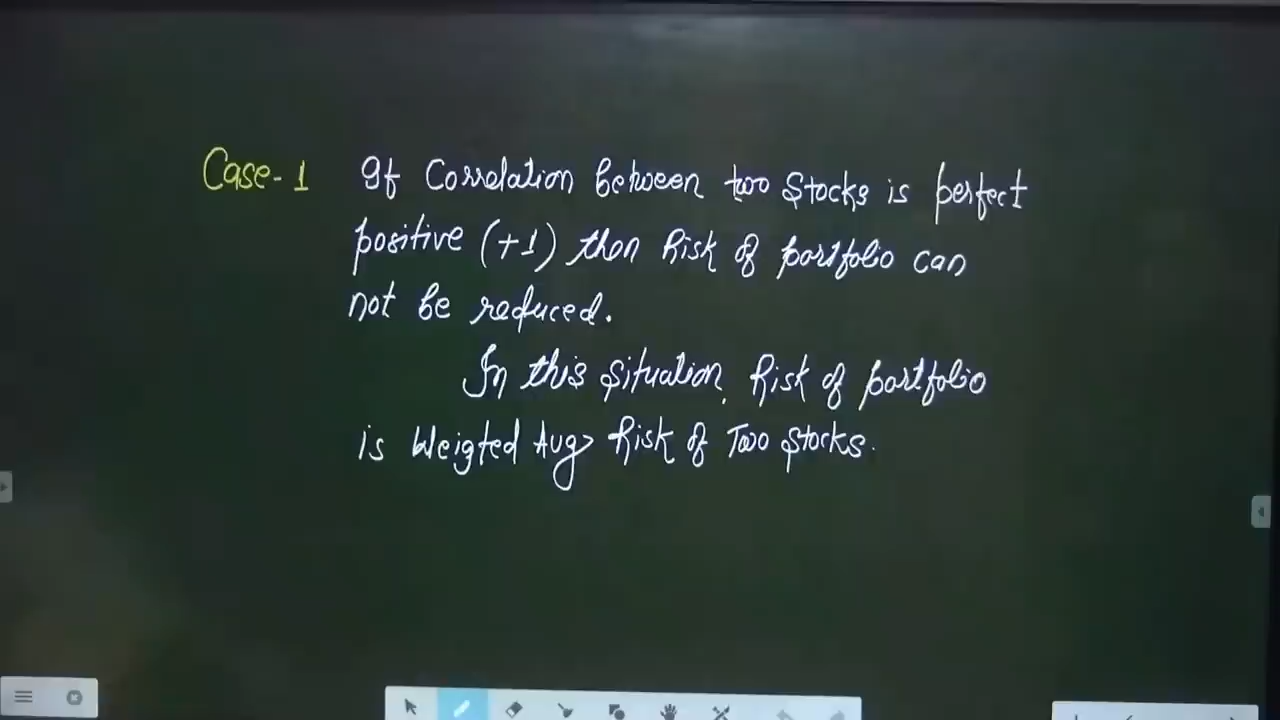 Case-1 If Correlation between two stocks is perfect
positive (+1) then Risk of portfolio can
not be reduced.
In this situation, Risk of portfolio
is Weigted Avg Risk of Two stocks.